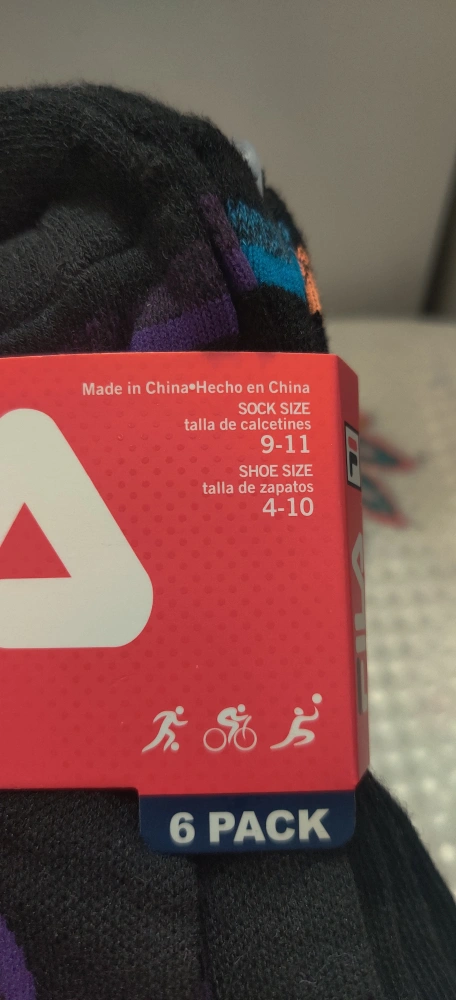 Made in China•Hecho en China
SOCK SIZE
talla de calcetines
9-11
SHOE SIZE
talla de zapatos
4-10
FILA
6 PACK